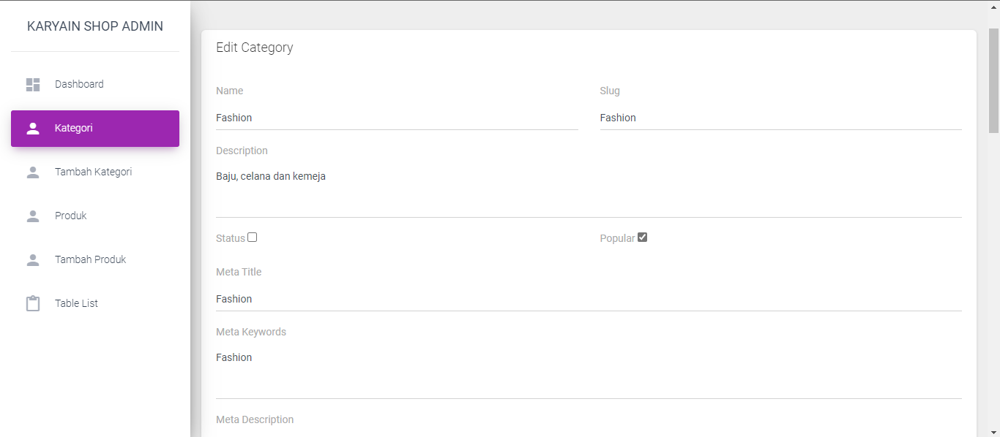 KARYAIN SHOP ADMIN
Dashboard
Kategori
Tambah Kategori
Produk
Tambah Produk
Table List
Edit Category
Name
Slug
Fashion
Fashion
Description
Baju, celana dan kemeja
Status
Popular
Meta Title
Fashion
Meta Keywords
Fashion
Meta Description